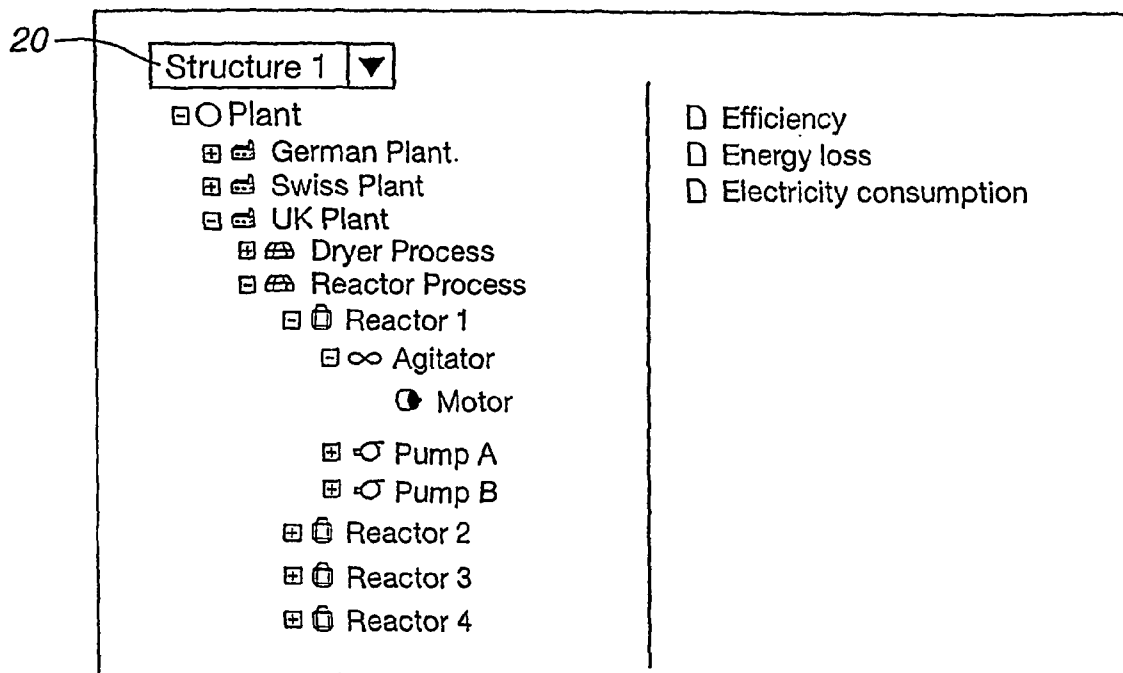 20
Structure 1
Plant
German Plant.
Swiss Plant
UK Plant
Dryer Process
Reactor Process
Reactor 1
Agitator
Motor
Pump A
Pump B
Reactor 2
Reactor 3
Reactor 4
Efficiency
Energy loss
Electricity consumption